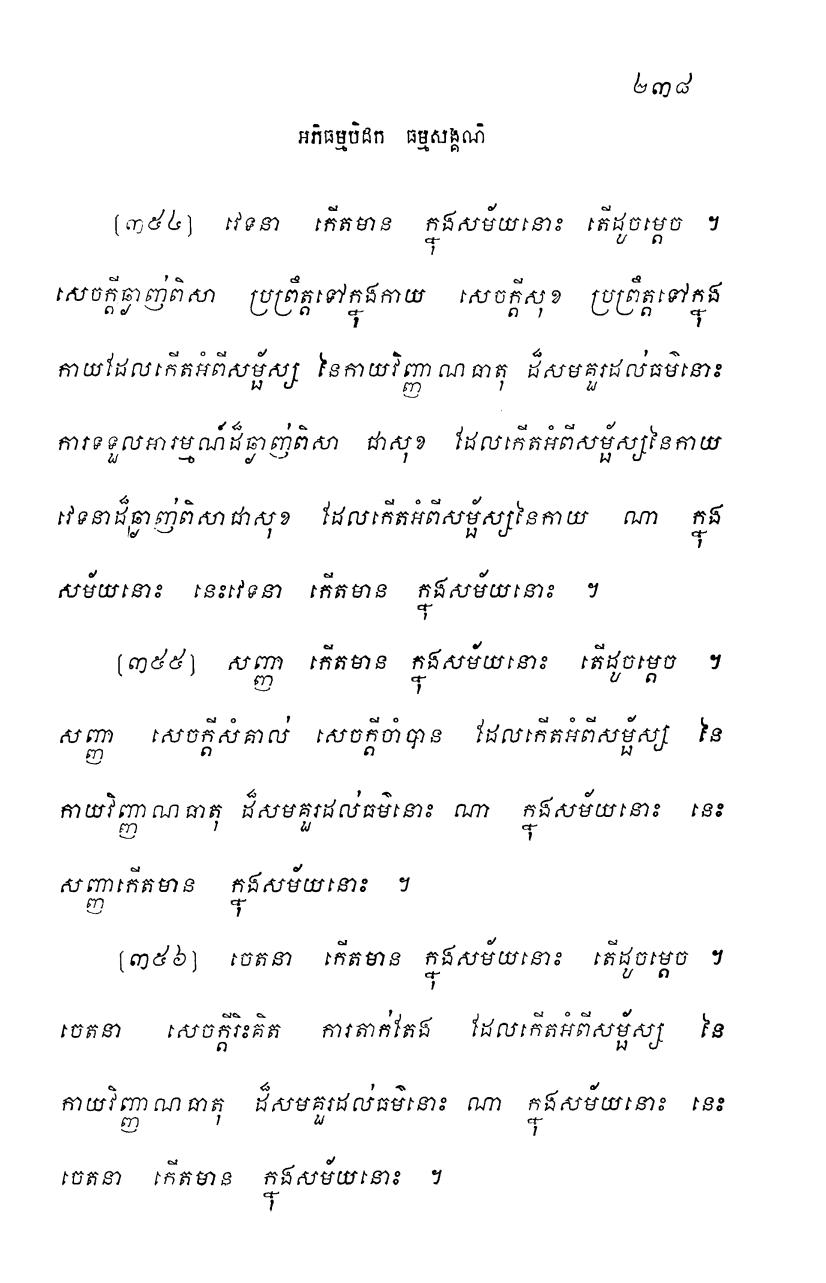 ២៣៨
អភិធម្មបិដក ធម្មសង្គណិ
(៣៥៤) វេទនា កើតមាន ក្នុងសម័យនោះ តើដូចម្តេច ។
សេចក្តីឆ្ងាញ់ពិសា ប្រព្រឹត្តទៅក្នុងកាយ សេចក្តីសុខ ប្រព្រឹត្តទៅក្នុង
កាយដែលកើតអំពីសម្ផ័ស្ស នៃកាយវិញ្ញាណធាតុ ដ៏សមគួរដល់ធម៌នោះ
ការទទួលអារម្មណ៍ដ៏ឆ្ងាញ់ពិសា ជាសុខ ដែលកើតអំពីសម្ផ័ស្សនៃកាយ
វេទនាដ៏ឆ្ងាញ់ពិសាជាសុខ ដែលកើតអំពីសម្ផ័ស្សនៃកាយ ណា ក្នុង
សម័យនោះ នេះវេទនា កើតមាន ក្នុងសម័យនោះ ។
(៣៥៥) សញ្ញា កើតមាន ក្នុងសម័យនោះ តើដូចម្តេច ។
សញ្ញា សេចក្តីសំគាល់ សេចក្តីចាំបាន ដែលកើតអំពីសម្ផ័ស្ស នៃ
កាយវិញ្ញាណធាតុ ដ៏សមគួរដល់ធម៌នោះ ណា ក្នុងសម័យនោះ នេះ
សញ្ញាកើតមាន ក្នុងសម័យនោះ ។
(៣៥៦) ចេតនា កើតមាន ក្នុងសម័យនោះ តើដូចម្តេច ។
ចេតនា សេចក្តីរិះគិត ការតាក់តែង ដែលកើតអំពីសម្ផ័ស្ស នៃ
កាយវិញ្ញាណធាតុ ដ៏សមគួរដល់ធម៌នោះ ណា ក្នុងសម័យនោះ នេះ
ចេតនា កើតមាន ក្នុងសម័យនោះ ។